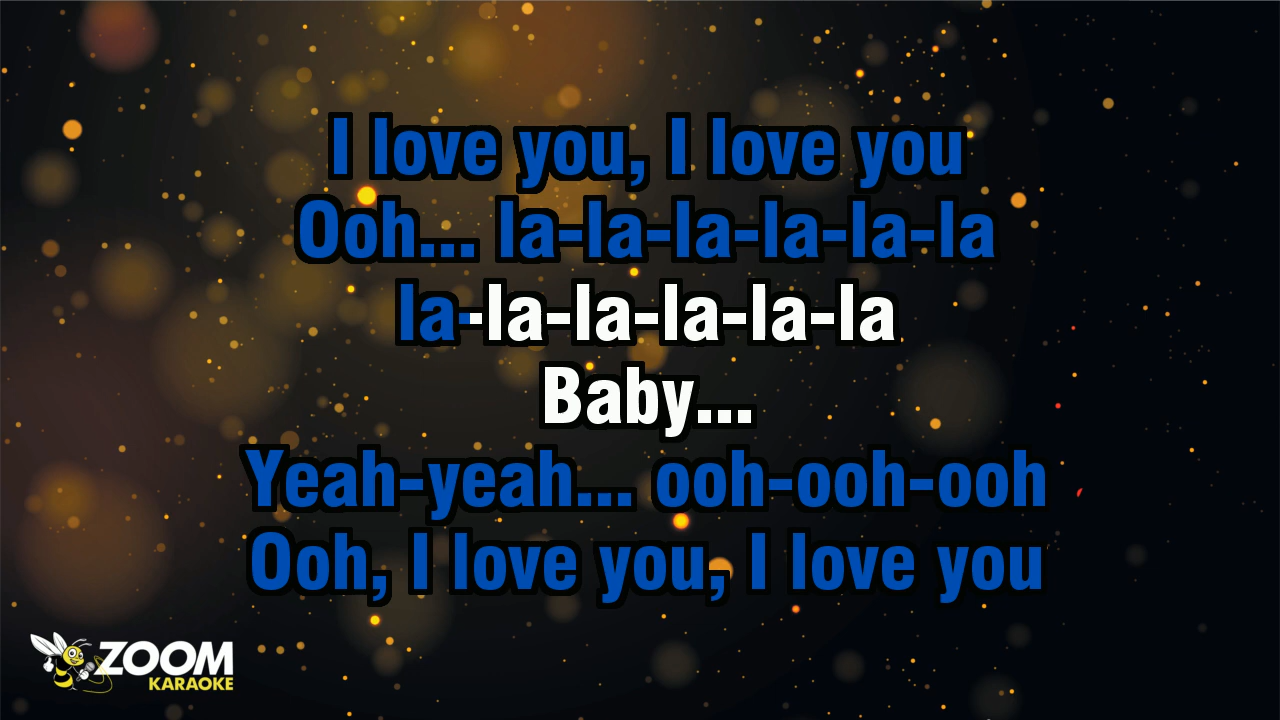 I love you, I love you
Ooh... la-la-la-la-la-la
la-la-la-la-la-la
Baby...
Yeah-yeah... ooh-ooh-ooh
Ooh, I love you, I love you
ZOOM
KARAOKE